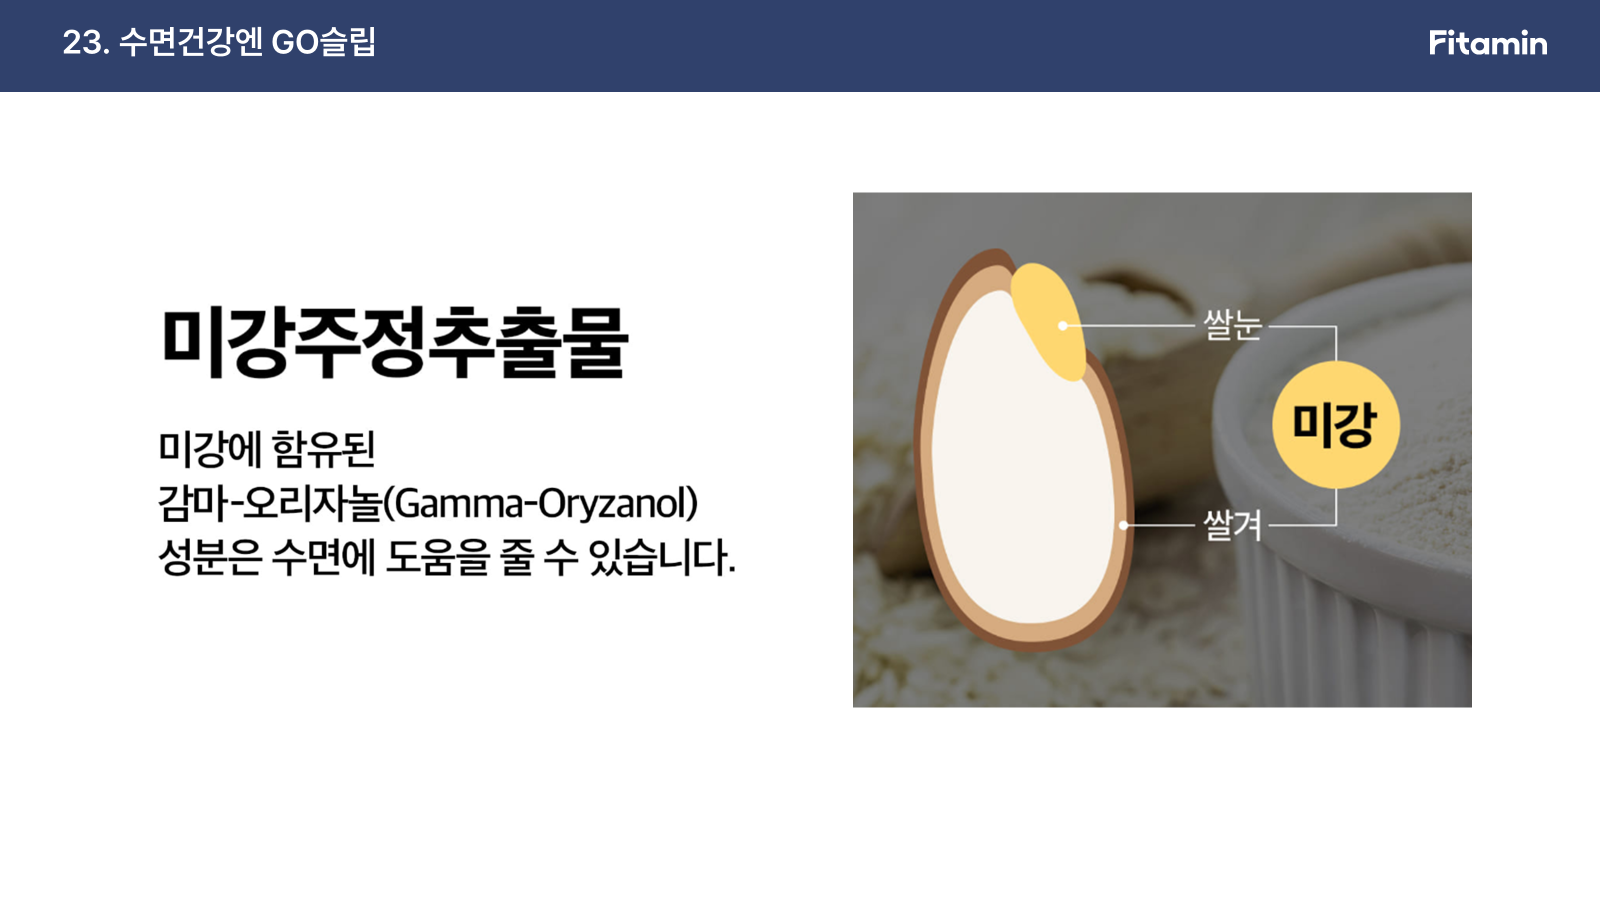 23. 수면건강엔 GO슬립
Fitamin
미강주정추출물
미강에 함유된
감마-오리자놀(Gamma-Oryzanol)
성분은 수면에 도움을 줄 수 있습니다.
쌀눈
미강
쌀겨